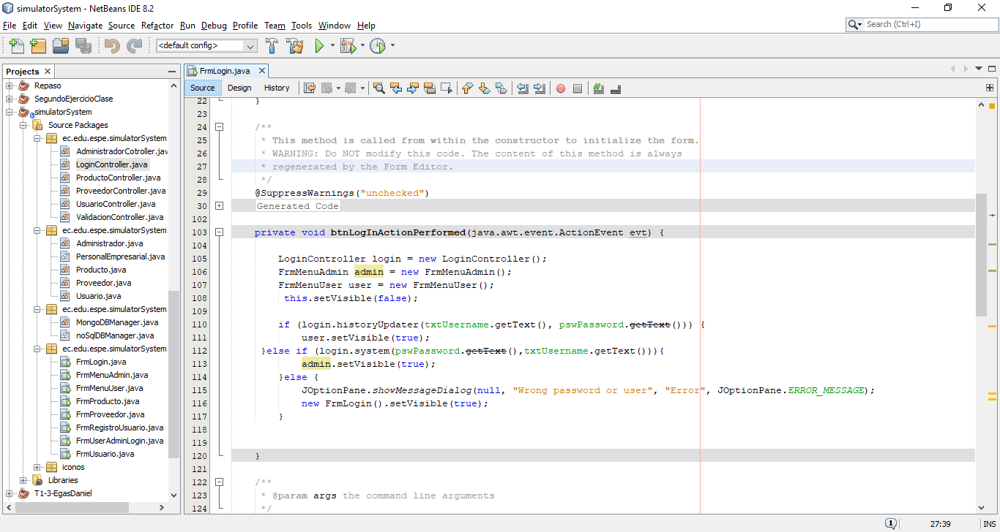 simulatorSystem - NetBeans IDE 8.2
File Edit View Navigate Source Refactor Run Debug Profile Team Tools Window Help
Search (Ctrl+I)
<default config>
Projects
Repaso
SegundoEjercicioClase
simulatorSystem
Source Packages
ec.edu.espe.simulatorSystem
AdministradorCotroller.jav
LoginController.java
ProductoController.java
ProveedorController.java
UsuarioController.java
ValidacionController.java
ec.edu.espe.simulatorSystem
Administrador.java
PersonalEmpresarial.java
Producto.java
Proveedor.java
Usuario.java
ec.edu.espe.simulatorSystem
MongoDBManager.java
noSqlDBManager.java
ec.edu.espe.simulatorSystem
FrmLogin.java
FrmMenuAdmin.java
FrmMenuUser.java
FrmProducto.java
FrmProveedor.java
FrmRegistroUsuario.java
FrmUserAdminLogin.java
FrmUsuario.java
iconos
Libraries
T1-3-EgasDaniel
FrmLogin.java
Source Design History
22 }
23
24 /**
25 * This method is called from within the constructor to initialize the form.
26 * WARNING: Do NOT modify this code. The content of this method is always
27 * regenerated by the Form Editor.
28 */
29 @SuppressWarnings("unchecked")
30 Generated Code
102
103 private void btnLogInActionPerformed(java.awt.event.ActionEvent evt) {
104
105 LoginController login = new LoginController();
106 FrmMenuAdmin admin = new FrmMenuAdmin();
107 FrmMenuUser user = new FrmMenuUser();
108 this.setVisible(false);
109
110 if (login.historyUpdater(txtUsername.getText(), pswPassword.getText())) {
111 user.setVisible(true);
112 }else if (login.system(pswPassword.getText(),txtUsername.getText())){
113 admin.setVisible(true);
114 }else {
115 JOptionPane.showMessageDialog(null, "Wrong password or user", "Error", JOptionPane.ERROR_MESSAGE);
116 new FrmLogin().setVisible(true);
117 }
118
119
120 }
121
122 /**
123 * @param args the command line arguments
124 */
1
27:39
INS